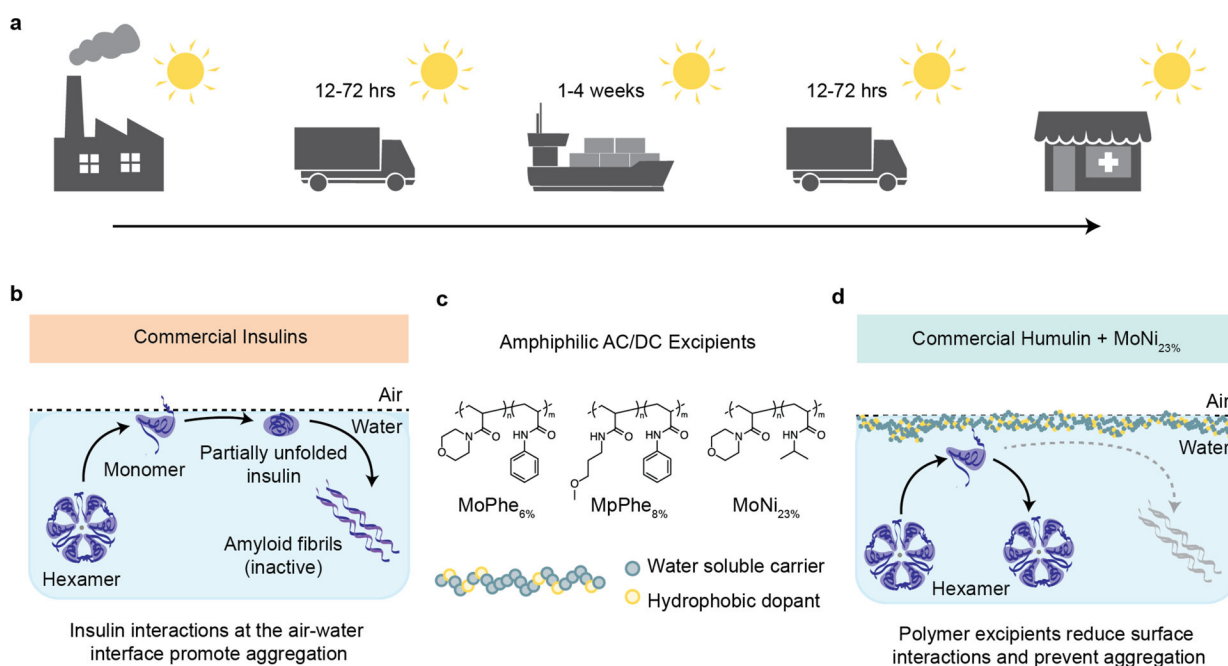 a
12-72 hrs
1-4 weeks
12-72 hrs
b
Commercial Insulins
Air
Water
Monomer
Partially unfolded
insulin
Hexamer
Amyloid fibrils
(inactive)
Insulin interactions at the air-water
interface promote aggregation
c
Amphiphilic AC/DC Excipients
n m
N O HN O
O
MoPhe6%
n m
HN O HN O
O
MpPhe8%
n m
N O HN O
O
MoNi23%
Water soluble carrier
Hydrophobic dopant
d
Commercial Humulin + MoNi23%
Air
Water
Hexamer
Polymer excipients reduce surface
interactions and prevent aggregation